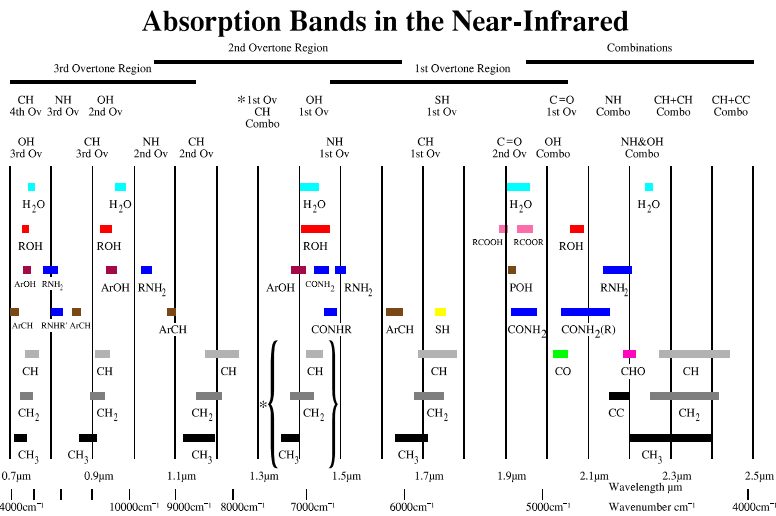 Absorption Bands in the Near-Infrared
2nd Overtone Region
Combinations
3rd Overtone Region
1st Overtone Region
CH
4th Ov
NH
3rd Ov
OH
2nd Ov
*1st Ov
CH
Combo
OH
1st Ov
SH
1st Ov
C=O
1st Ov
NH
Combo
CH+CH
Combo
CH+CC
Combo
OH
3rd Ov
CH
3rd Ov
NH
2nd Ov
CH
2nd Ov
NH
1st Ov
CH
1st Ov
C=O
2nd Ov
OH
Combo
NH&OH
Combo
H2O
H2O
H2O
H2O
H2O
ROH
ROH
ROH
RCOOH
RCOOR
ROH
ArOH
RNH2
ArOH
RNH2
ArOH
CONH2
RNH2
POH
RNH2
ArCH
RNHR'
ArCH
ArCH
CONHR
ArCH
SH
CONH2
CONH2(R)
CH
CH
CH
CH
CH
CO
CHO
CH
CH2
CH2
CH2
*
CH2
CH2
CC
CH2
CH3
CH3
CH3
CH3
CH3
CH3
0.7µm 0.9µm 1.1µm 1.3µm 1.5µm 1.7µm 1.9µm 2.1µm 2.3µm 2.5µm
Wavelength µm
4000cm⁻¹ 10000cm⁻¹ 9000cm⁻¹ 8000cm⁻¹ 7000cm⁻¹ 6000cm⁻¹ 5000cm⁻¹ Wavenumber cm⁻¹ 4000cm⁻¹